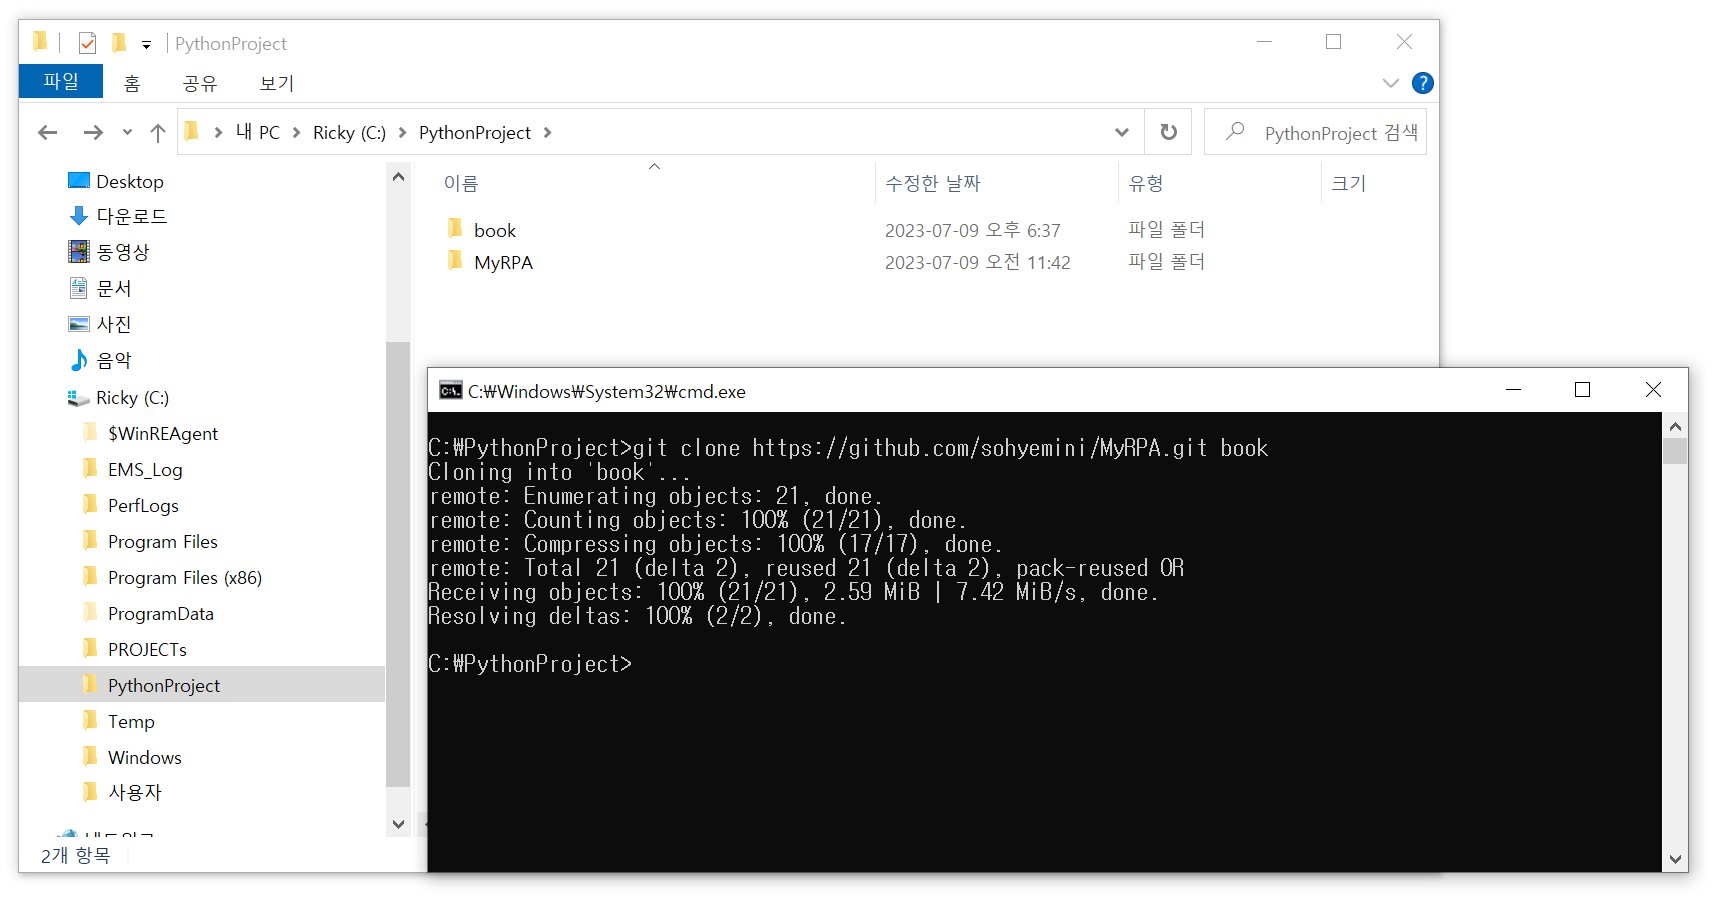 PythonProject
파일 홈 공유 보기
내 PC Ricky (C:) PythonProject
PythonProject 검색
이름 수정한 날짜 유형 크기
book 2023-07-09 오후 6:37 파일 폴더
MyRPA 2023-07-09 오전 11:42 파일 폴더
Desktop
다운로드
동영상
문서
사진
음악
Ricky (C:)
$WinREAgent
EMS_Log
PerfLogs
Program Files
Program Files (x86)
ProgramData
PROJECTs
PythonProject
Temp
Windows
사용자
네트워크
2개 항목
C:₩Windows₩System32₩cmd.exe
C:₩PythonProject>git clone https://github.com/sohyemini/MyRPA.git book
Cloning into 'book'...
remote: Enumerating objects: 21, done.
remote: Counting objects: 100% (21/21), done.
remote: Compressing objects: 100% (17/17), done.
remote: Total 21 (delta 2), reused 21 (delta 2), pack-reused 0R
Receiving objects: 100% (21/21), 2.59 MiB | 7.42 MiB/s, done.
Resolving deltas: 100% (2/2), done.
C:₩PythonProject>